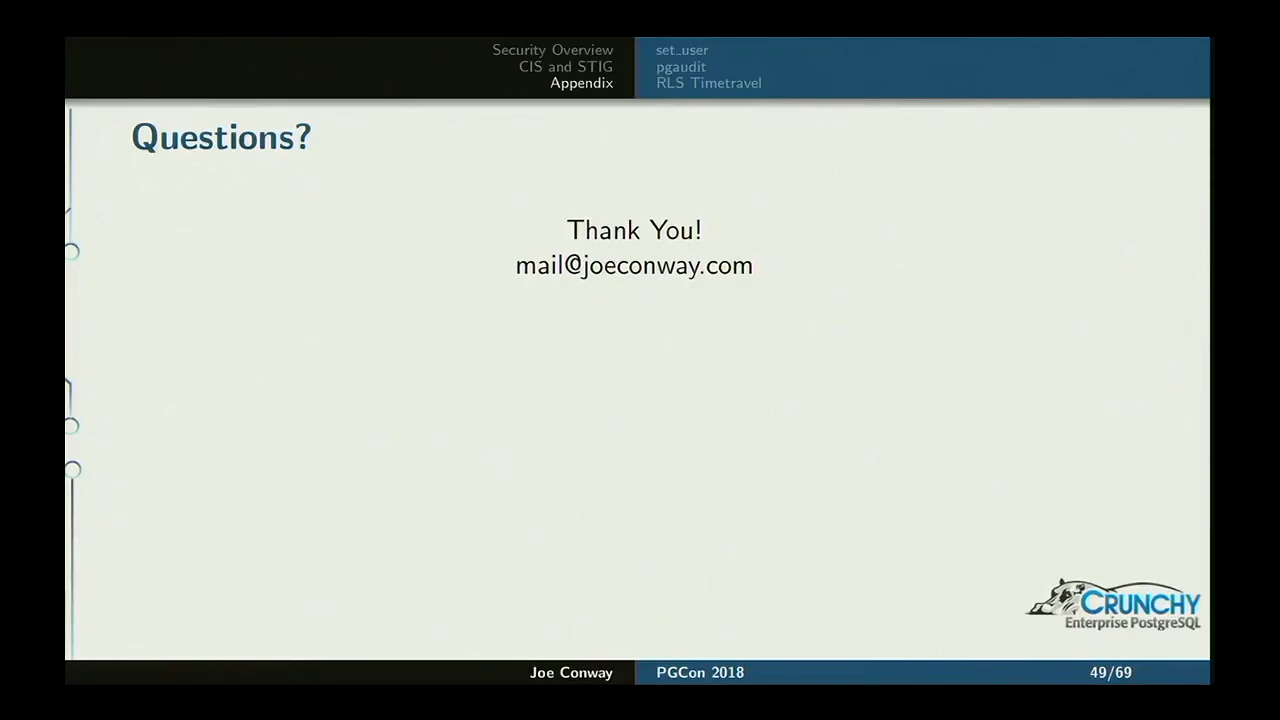 Security Overview
CIS and STIG
Appendix
set_user
pgaudit
RLS Timetravel
Questions?
Thank You!
mail@joeconway.com
CRUNCHY
Enterprise PostgreSQL
Joe Conway
PGCon 2018
49/69